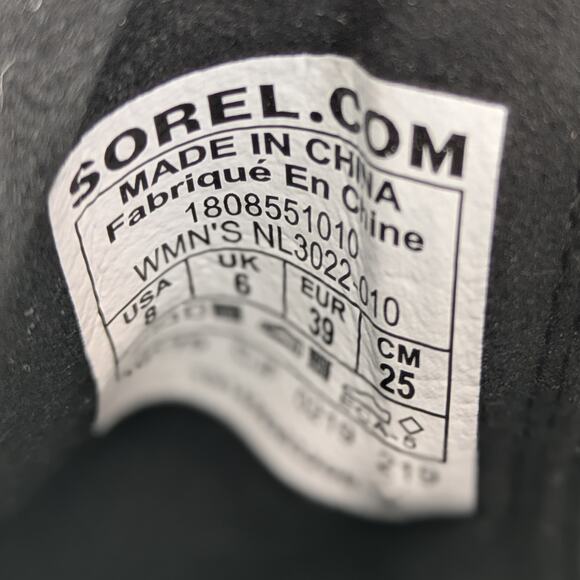 SOREL.COM
MADE IN CHINA
Fabriqué En Chine
1808551010
WMN'S NL3022-010
USA UK EUR CM
8 6 39 25